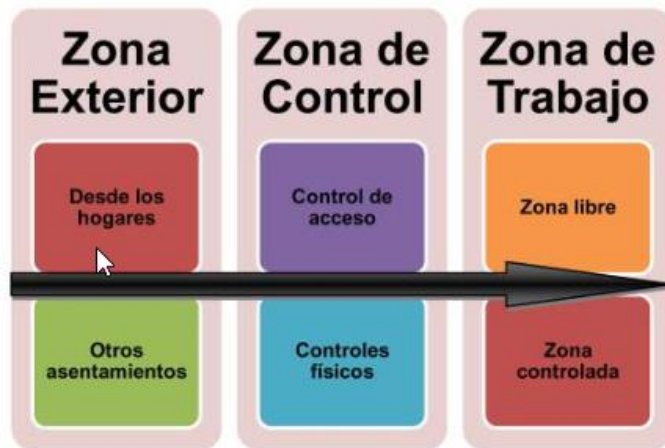 Zona
Exterior
Desde los
hogares
Otros
asentamientos
Zona de
Control
Control de
acceso
Controles
físicos
Zona de
Trabajo
Zona libre
Zona
controlada